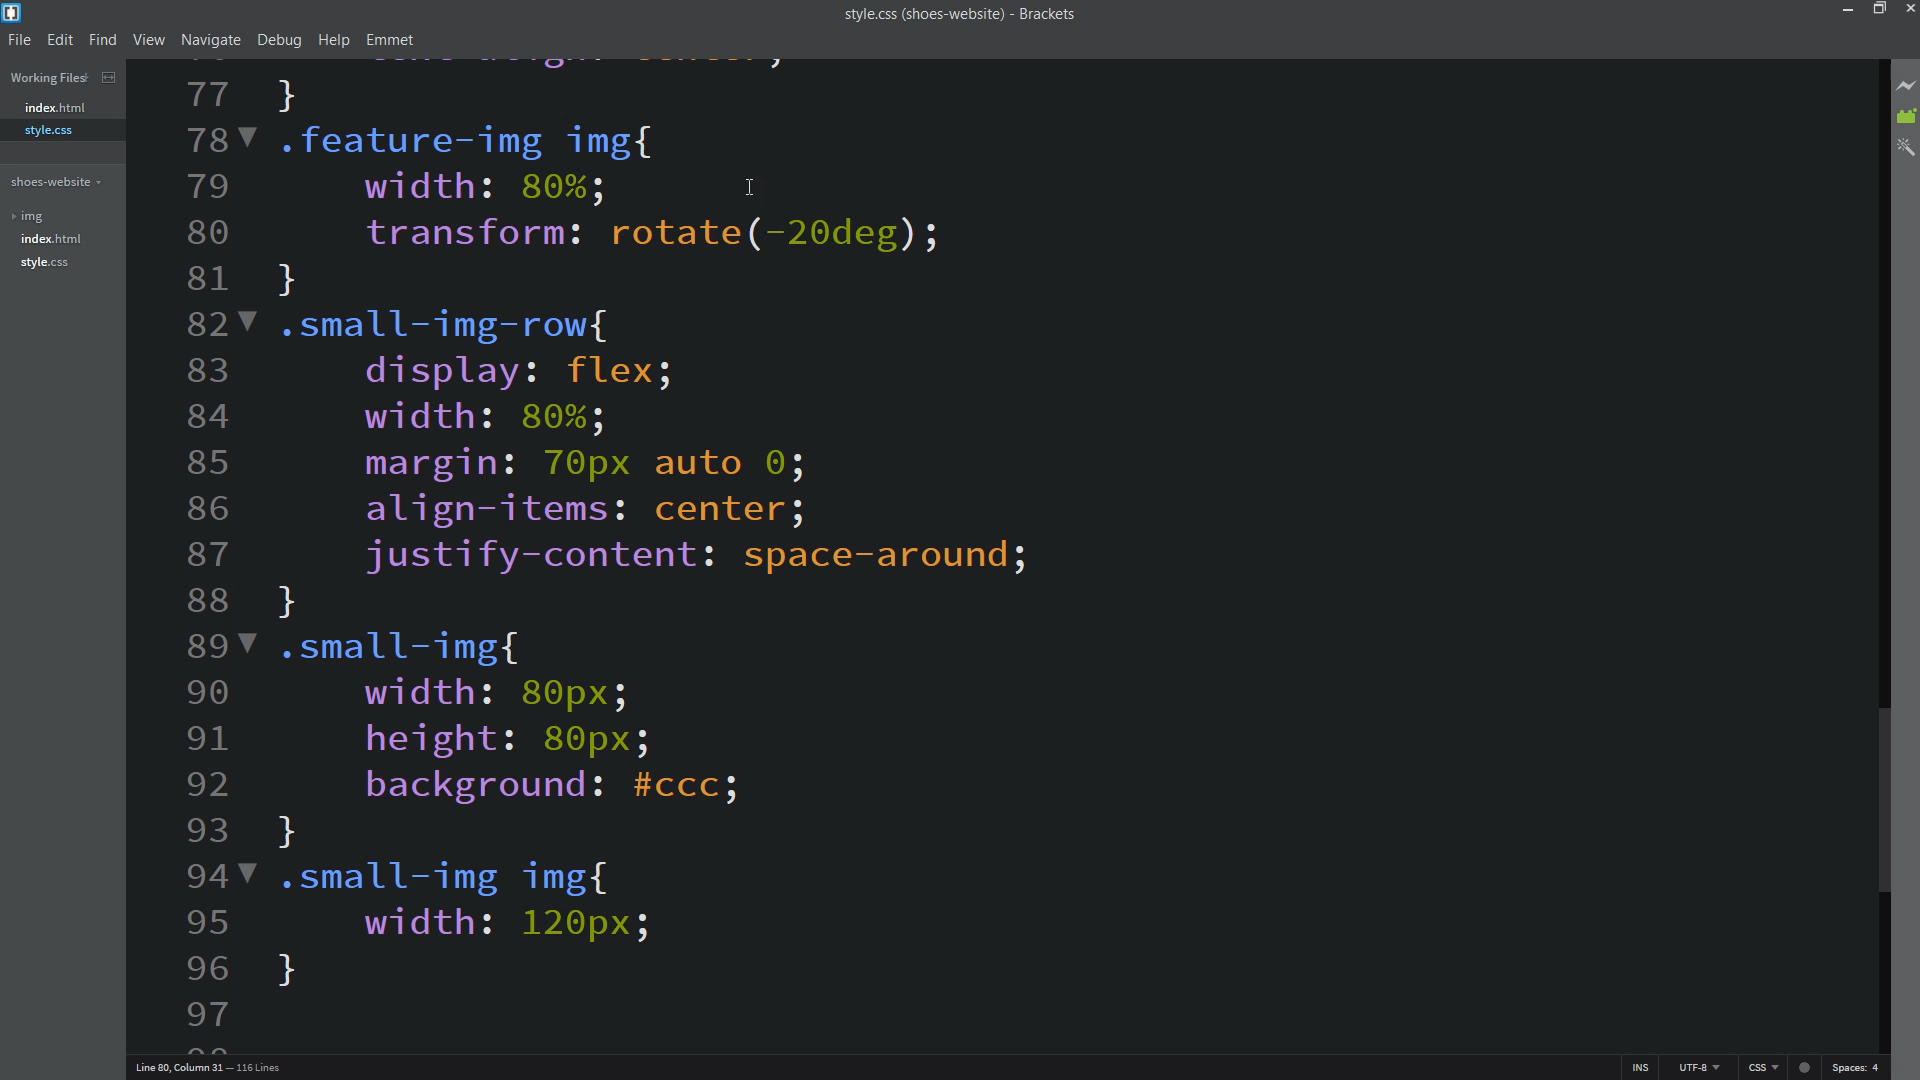 style.css (shoes-website) - Brackets
File Edit Find View Navigate Debug Help Emmet
Working Files
index.html
style.css
shoes-website
img
index.html
style.css
77 }
78 .feature-img img{
79 width: 80%;
80 transform: rotate(-20deg);
81 }
82 .small-img-row{
83 display: flex;
84 width: 80%;
85 margin: 70px auto 0;
86 align-items: center;
87 justify-content: space-around;
88 }
89 .small-img{
90 width: 80px;
91 height: 80px;
92 background: #ccc;
93 }
94 .small-img img{
95 width: 120px;
96 }
97
Line 80, Column 31 — 116 Lines
INS UTF-8 CSS Spaces: 4